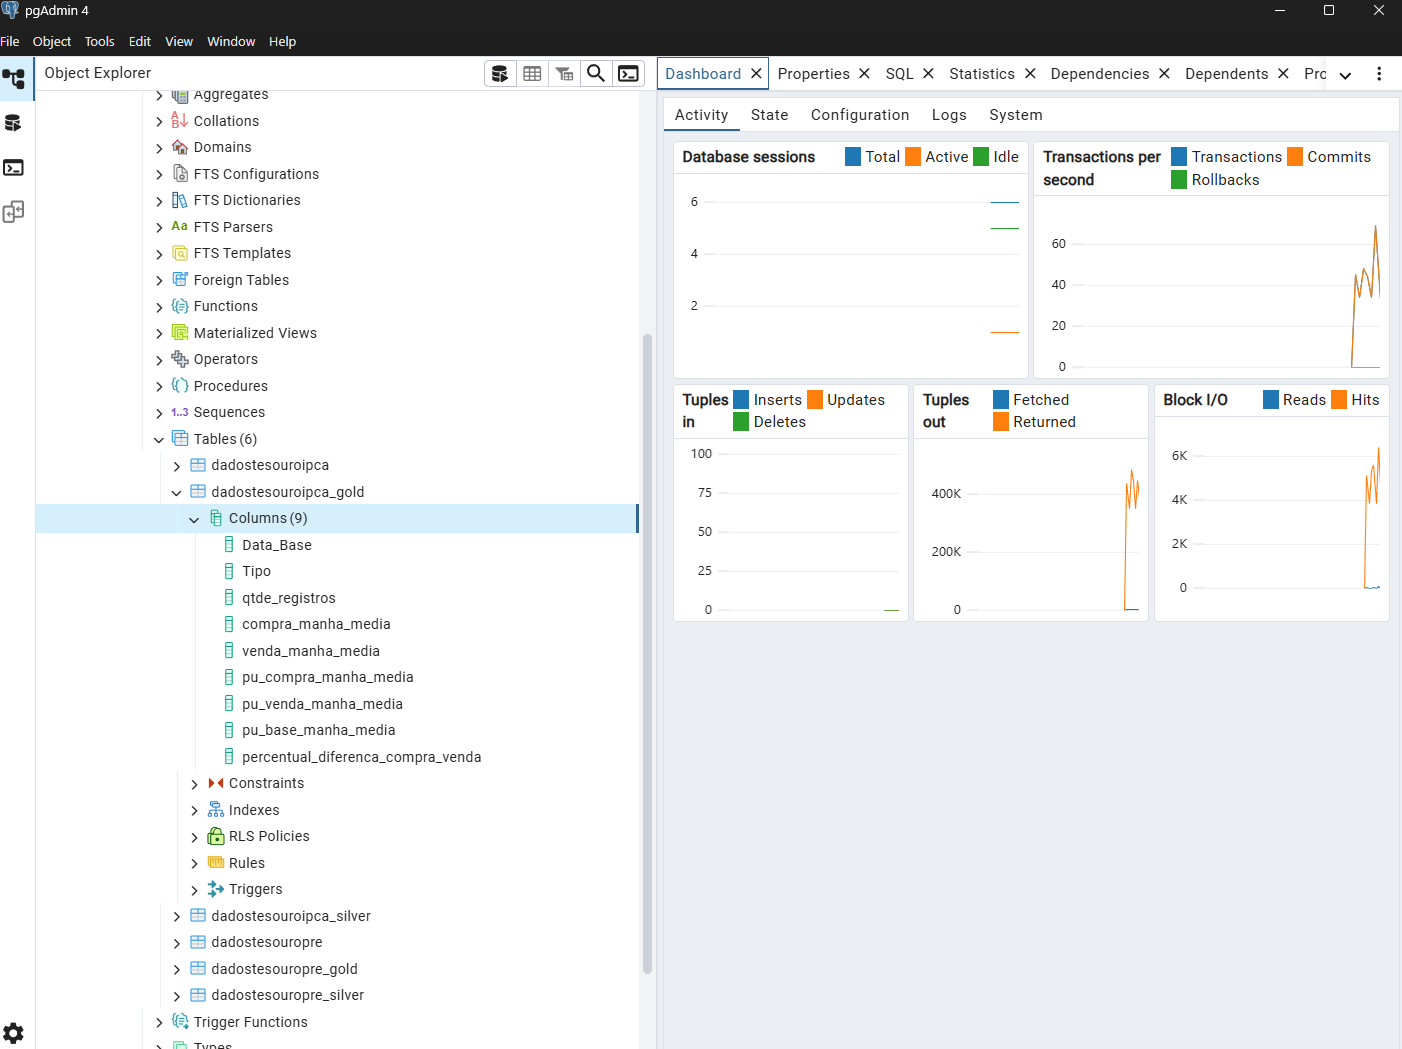 pgAdmin 4
File Object Tools Edit View Window Help
Object Explorer
Aggregates
Collations
Domains
FTS Configurations
FTS Dictionaries
Aa FTS Parsers
FTS Templates
Foreign Tables
Functions
Materialized Views
Operators
Procedures
1..3 Sequences
Tables (6)
dadostesouroipca
dadostesouroipca_gold
Columns (9)
Data_Base
Tipo
qtde_registros
compra_manha_media
venda_manha_media
pu_compra_manha_media
pu_venda_manha_media
pu_base_manha_media
percentual_diferenca_compra_venda
Constraints
Indexes
RLS Policies
Rules
Triggers
dadostesouroipca_silver
dadostesouropre
dadostesouropre_gold
dadostesouropre_silver
Trigger Functions
Types
Dashboard Properties SQL Statistics Dependencies Dependents Prc
Activity State Configuration Logs System
Database sessions Total Active Idle
6
4
2
Transactions per second Transactions Commits
Rollbacks
60
40
20
0
Tuples in Inserts Updates
Deletes
100
75
50
25
0
Tuples out Fetched
Returned
400K
200K
0
Block I/O Reads Hits
6K
4K
2K
0